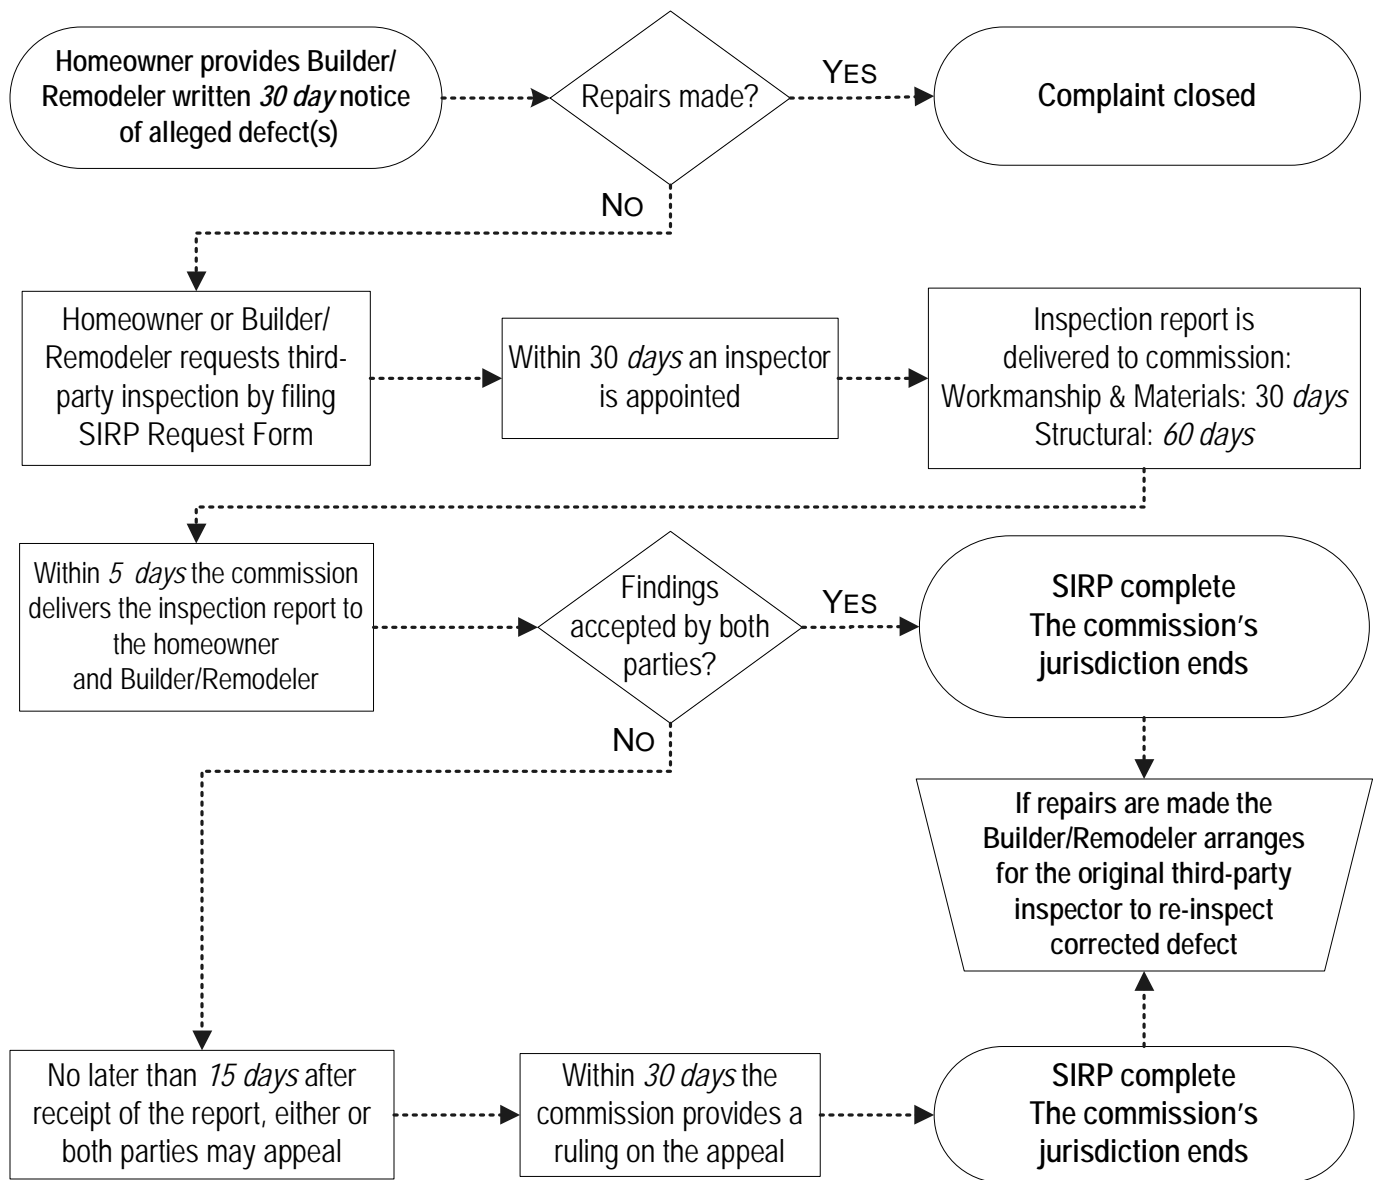 Homeowner provides Builder/
Remodeler written 30 day notice
of alleged defect(s)
Repairs made?
YES
Complaint closed
NO
Homeowner or Builder/
Remodeler requests third-
party inspection by filing
SIRP Request Form
Within 30 days an inspector
is appointed
Inspection report is
delivered to commission:
Workmanship & Materials: 30 days
Structural: 60 days
Within 5 days the commission
delivers the inspection report to
the homeowner
and Builder/Remodeler
Findings
accepted by both
parties?
YES
SIRP complete
The commission's
jurisdiction ends
NO
If repairs are made the
Builder/Remodeler arranges
for the original third-party
inspector to re-inspect
corrected defect
No later than 15 days after
receipt of the report, either or
both parties may appeal
Within 30 days the
commission provides a
ruling on the appeal
SIRP complete
The commission's
jurisdiction ends